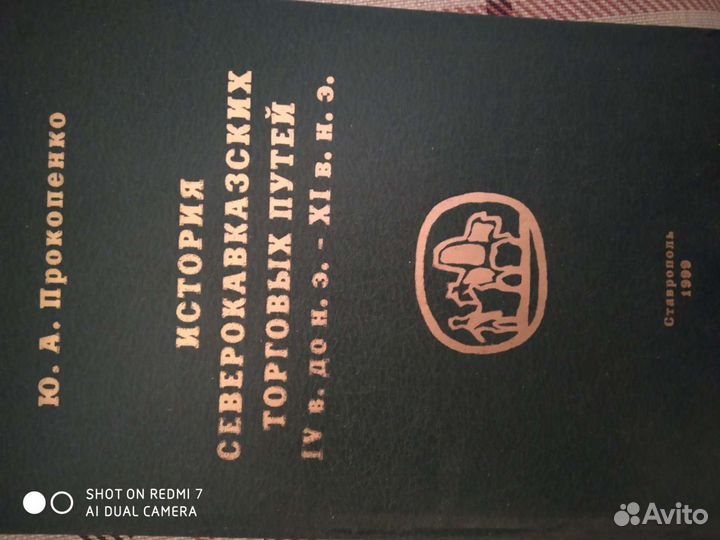 Ю. А. Прокопенко
ИСТОРИЯ
СЕВЕРОКАВКАЗСКИХ
ТОРГОВЫХ ПУТЕЙ
IV в. до н. э. - XI в. н. э.
Ставрополь
1999
SHOT ON REDMI 7
AI DUAL CAMERA
Avito